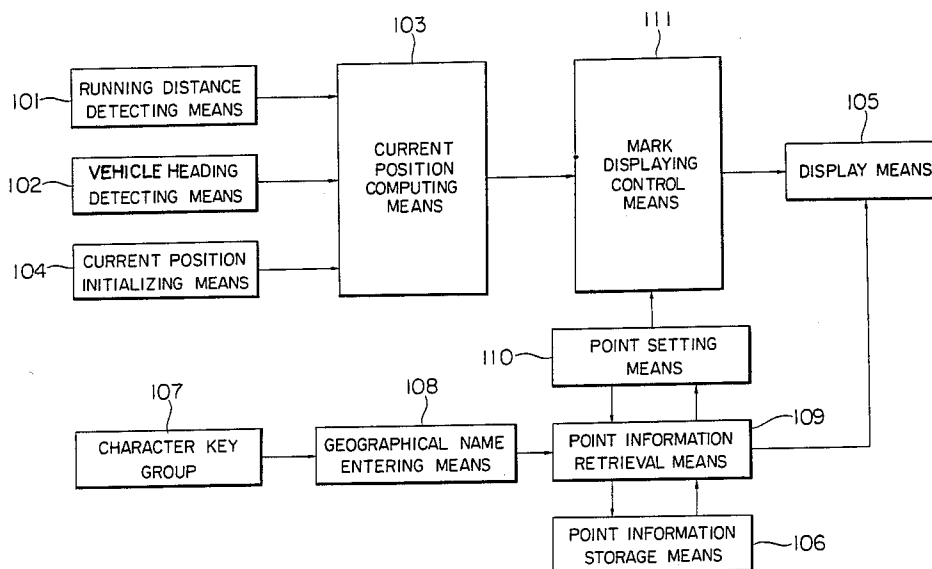 103
111
101
RUNNING DISTANCE
DETECTING MEANS
105
102
VEHICLE HEADING
DETECTING MEANS
CURRENT
POSITION
COMPUTING
MEANS
MARK
DISPLAYING
CONTROL
MEANS
DISPLAY MEANS
104
CURRENT POSITION
INITIALIZING MEANS
110
POINT SETTING
MEANS
107
108
109
CHARACTER KEY
GROUP
GEOGRAPHICAL NAME
ENTERING MEANS
POINT INFORMATION
RETRIEVAL MEANS
POINT INFORMATION
STORAGE MEANS
106